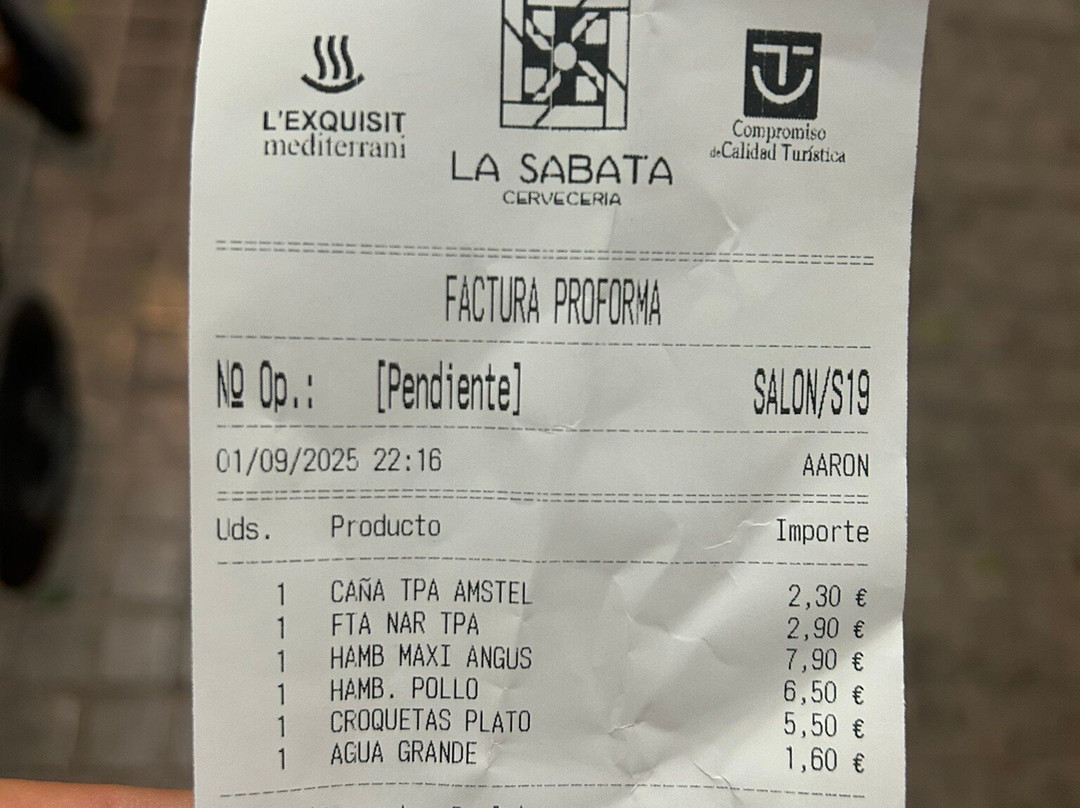 L'EXQUISIT
mediterrani
LA SABATA
CERVECERIA
Compromiso
de Calidad Turística
FACTURA PROFORMA
Nº Op.: [Pendiente] SALON/S19
01/09/2025 22:16 AARON
Uds. Producto Importe
1 CAÑA TPA AMSTEL 2,30 €
1 FTA NAR TPA 2,90 €
1 HAMB MAXI ANGUS 7,90 €
1 HAMB. POLLO 6,50 €
1 CROQUETAS PLATO 5,50 €
1 AGUA GRANDE 1,60 €